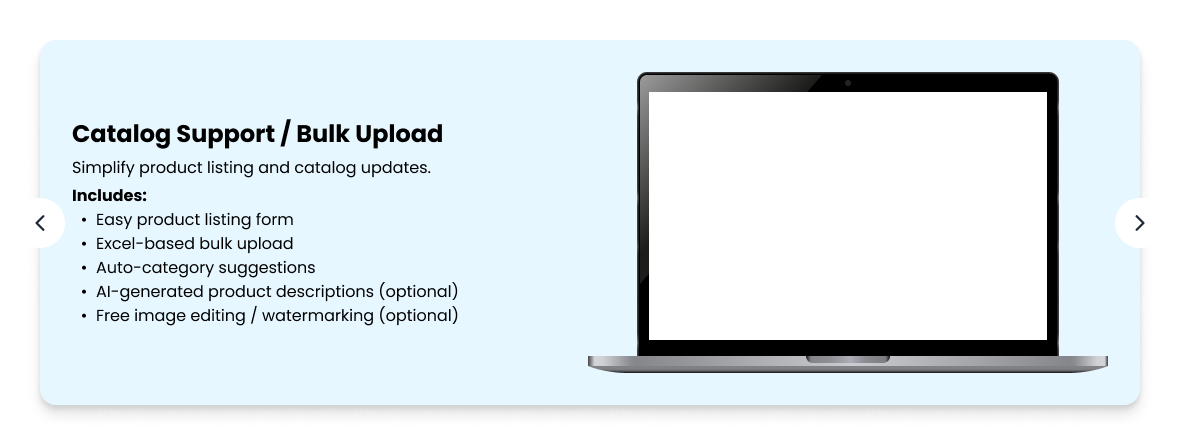 Catalog Support / Bulk Upload
Simplify product listing and catalog updates.
Includes:
• Easy product listing form
• Excel-based bulk upload
• Auto-category suggestions
• AI-generated product descriptions (optional)
• Free image editing / watermarking (optional)